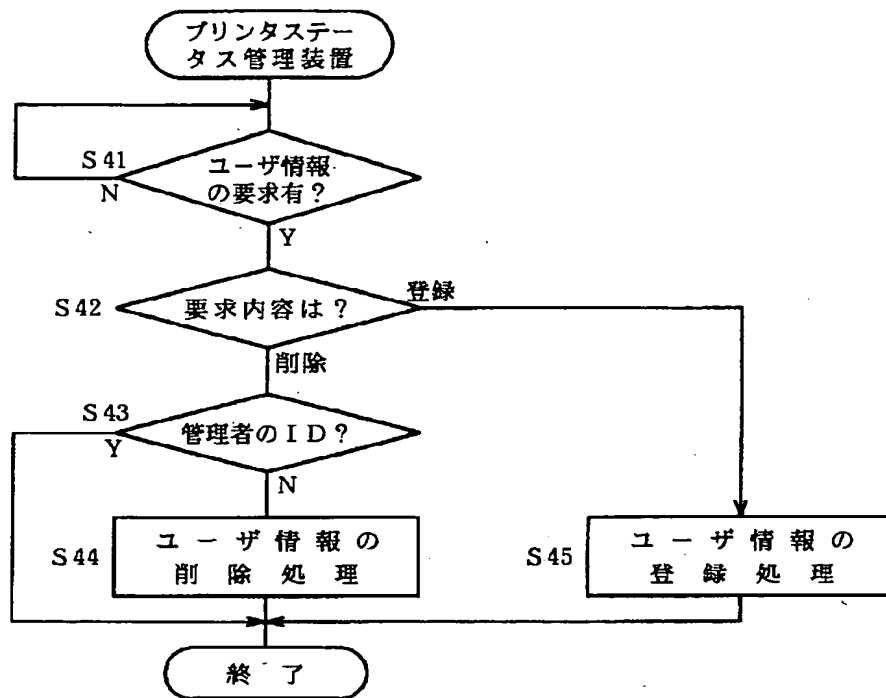 プリンタステー
タス管理装置
S41
ユーザ情報
の要求有？
N
Y
S42
要求内容は？
登録
削除
S43
管理者のID？
Y
N
S44
ユーザ情報の
削除処理
S45
ユーザ情報の
登録処理
終了